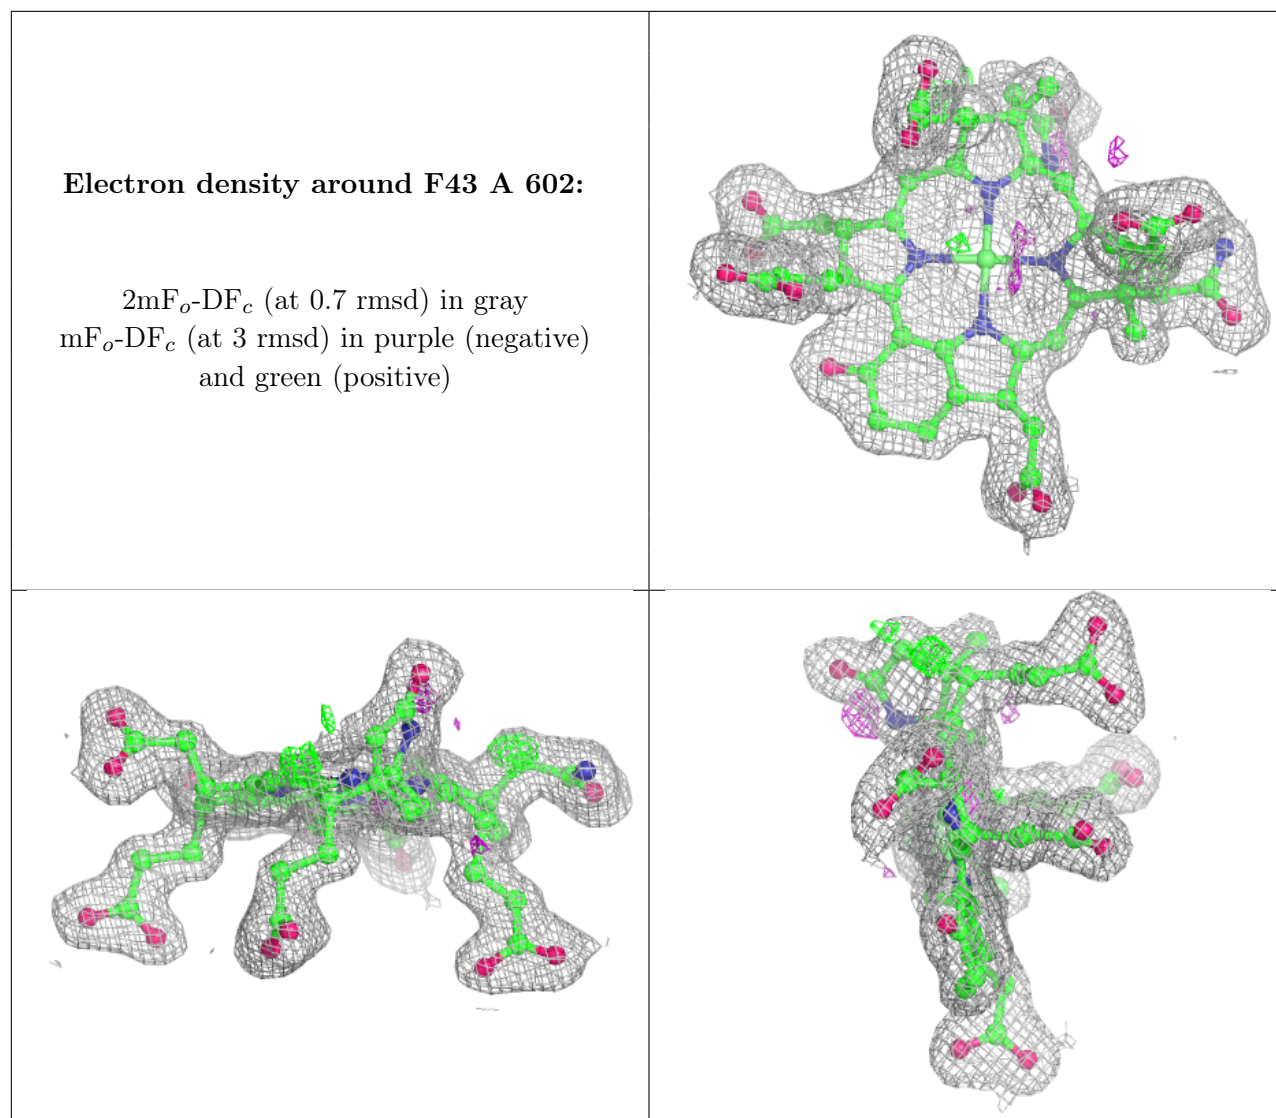 Electron density around F43 A 602:
2mFo-DFc (at 0.7 rmsd) in gray
mFo-DFc (at 3 rmsd) in purple (negative)
and green (positive)